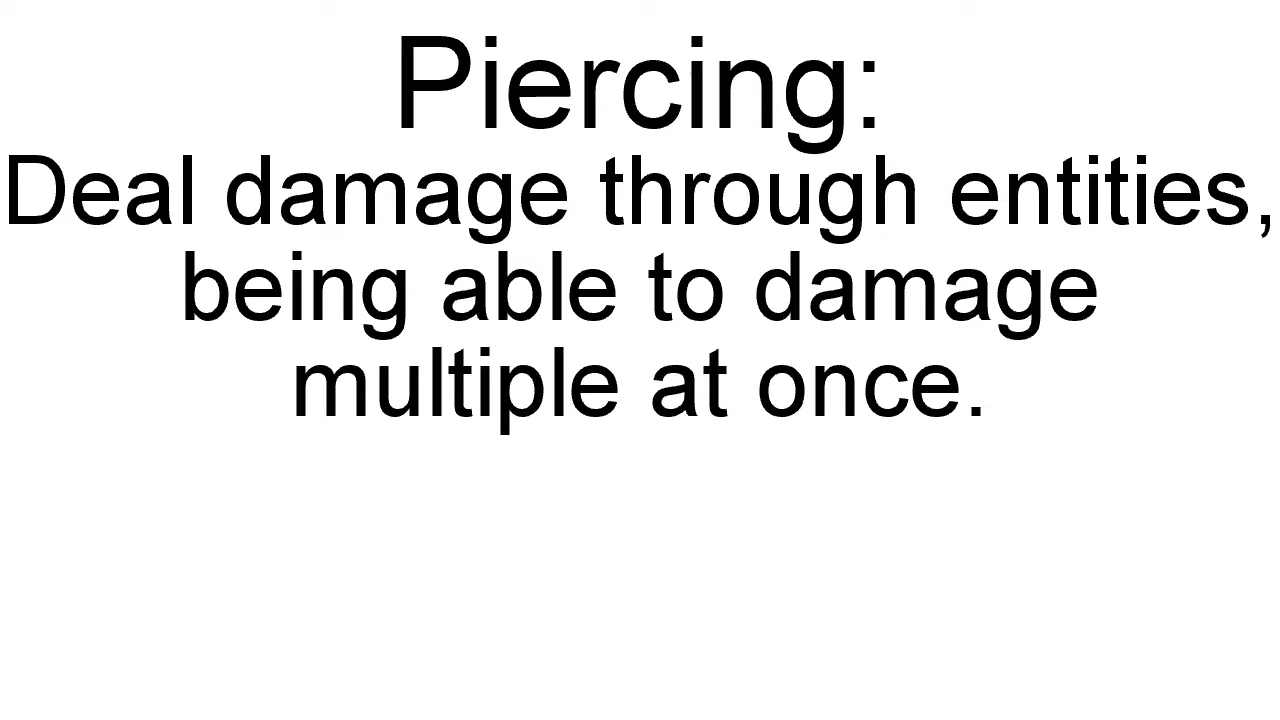 Piercing:
Deal damage through entities,
being able to damage
multiple at once.